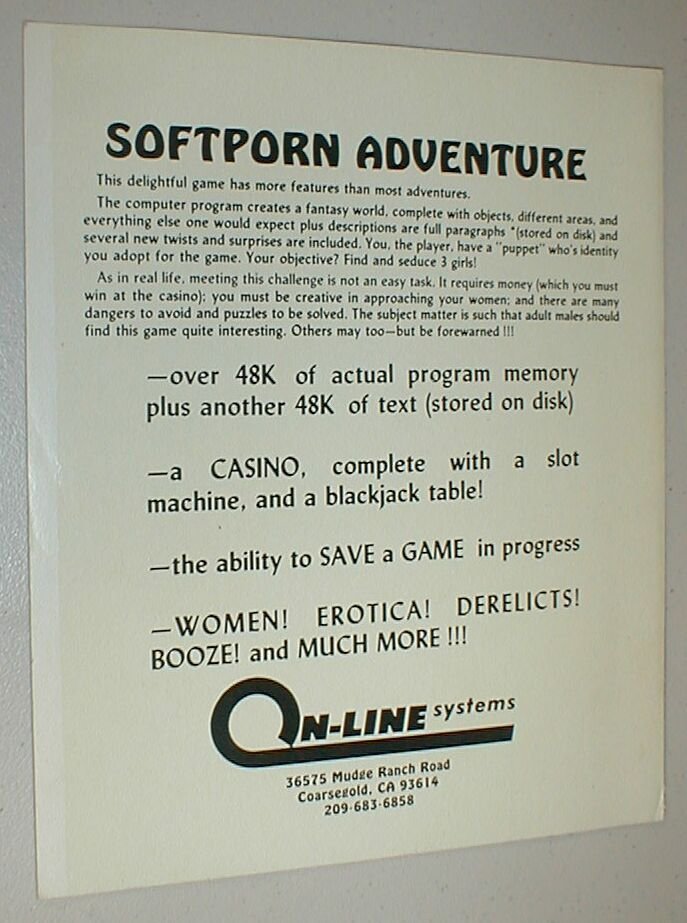 SOFTPORN ADVENTURE
This delightful game has more features than most adventures.
The computer program creates a fantasy world, complete with objects, different areas, and
everything else one would expect plus descriptions are full paragraphs *(stored on disk) and
several new twists and surprises are included. You, the player, have a "puppet" who's identity
you adopt for the game. Your objective? Find and seduce 3 girls!
As in real life, meeting this challenge is not an easy task. It requires money (which you must
win at the casino); you must be creative in approaching your women; and there are many
dangers to avoid and puzzles to be solved. The subject matter is such that adult males should
find this game quite interesting. Others may too—but be forewarned !!!
—over 48K of actual program memory
plus another 48K of text (stored on disk)
—a CASINO, complete with a slot
machine, and a blackjack table!
—the ability to SAVE a GAME in progress
—WOMEN! EROTICA! DERELICTS!
BOOZE! and MUCH MORE !!!
ON-LINE systems
36575 Mudge Ranch Road
Coarsegold, CA 93614
209-683-6858